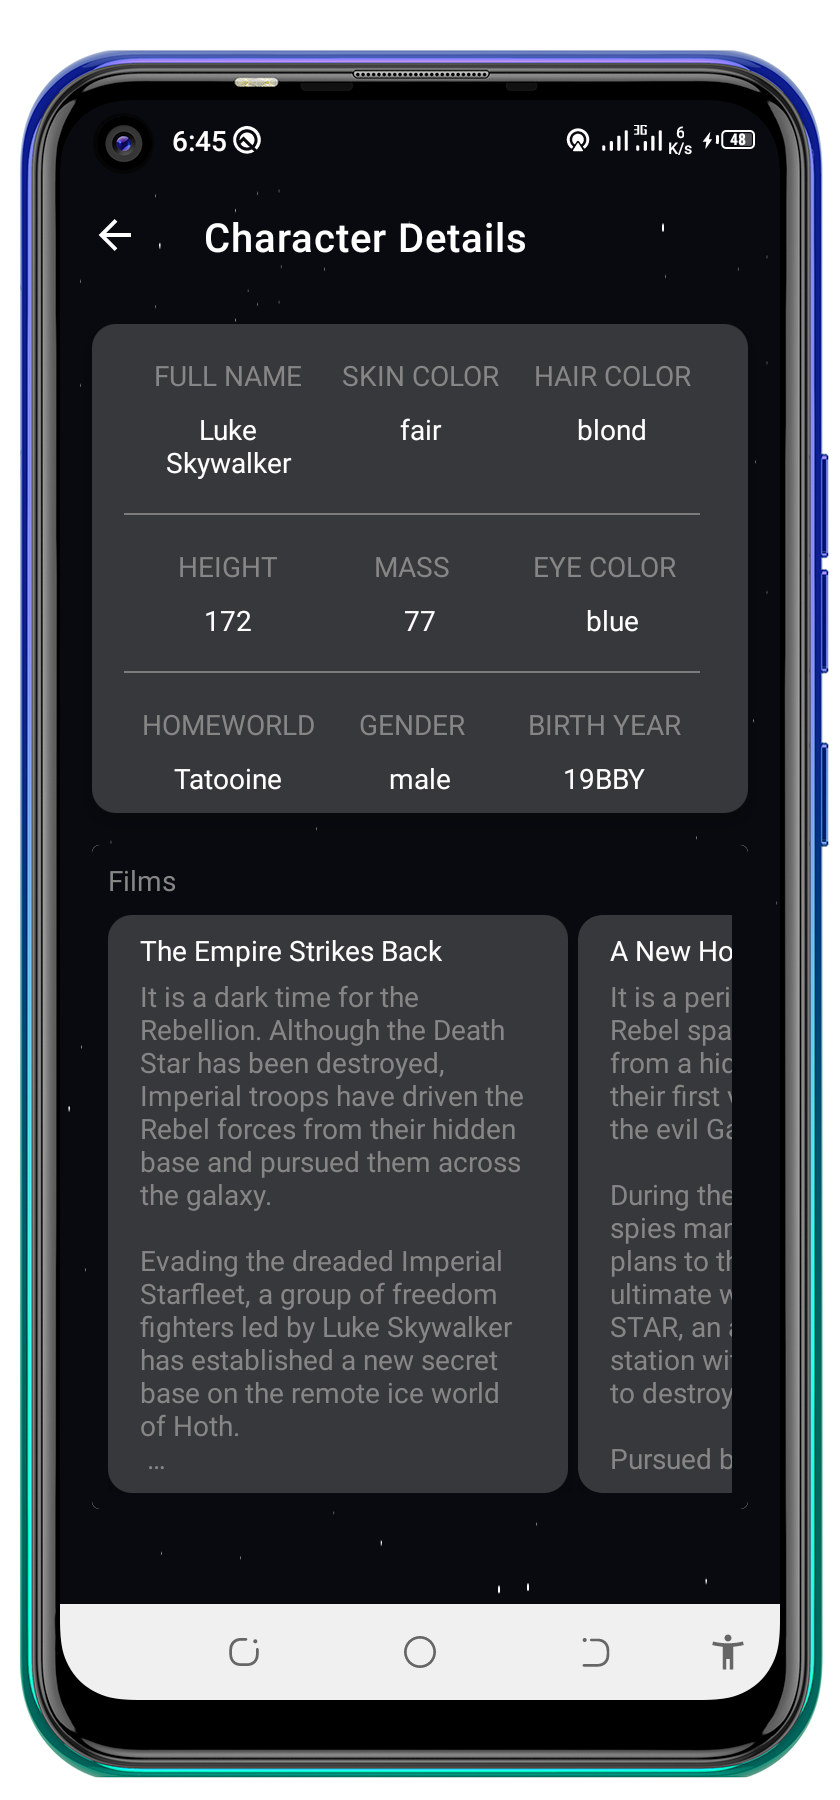 6:45
3G
6
K/s
48
Character Details
FULL NAME SKIN COLOR HAIR COLOR
Luke fair blond
Skywalker
HEIGHT MASS EYE COLOR
172 77 blue
HOMEWORLD GENDER BIRTH YEAR
Tatooine male 19BBY
Films
The Empire Strikes Back
It is a dark time for the
Rebellion. Although the Death
Star has been destroyed,
Imperial troops have driven the
Rebel forces from their hidden
base and pursued them across
the galaxy.
Evading the dreaded Imperial
Starfleet, a group of freedom
fighters led by Luke Skywalker
has established a new secret
base on the remote ice world
of Hoth.
...
A New Ho
It is a peri
Rebel spa
from a hid
their first
the evil Ga
During the
spies man
plans to th
ultimate w
STAR, an a
station wi
to destroy
Pursued b